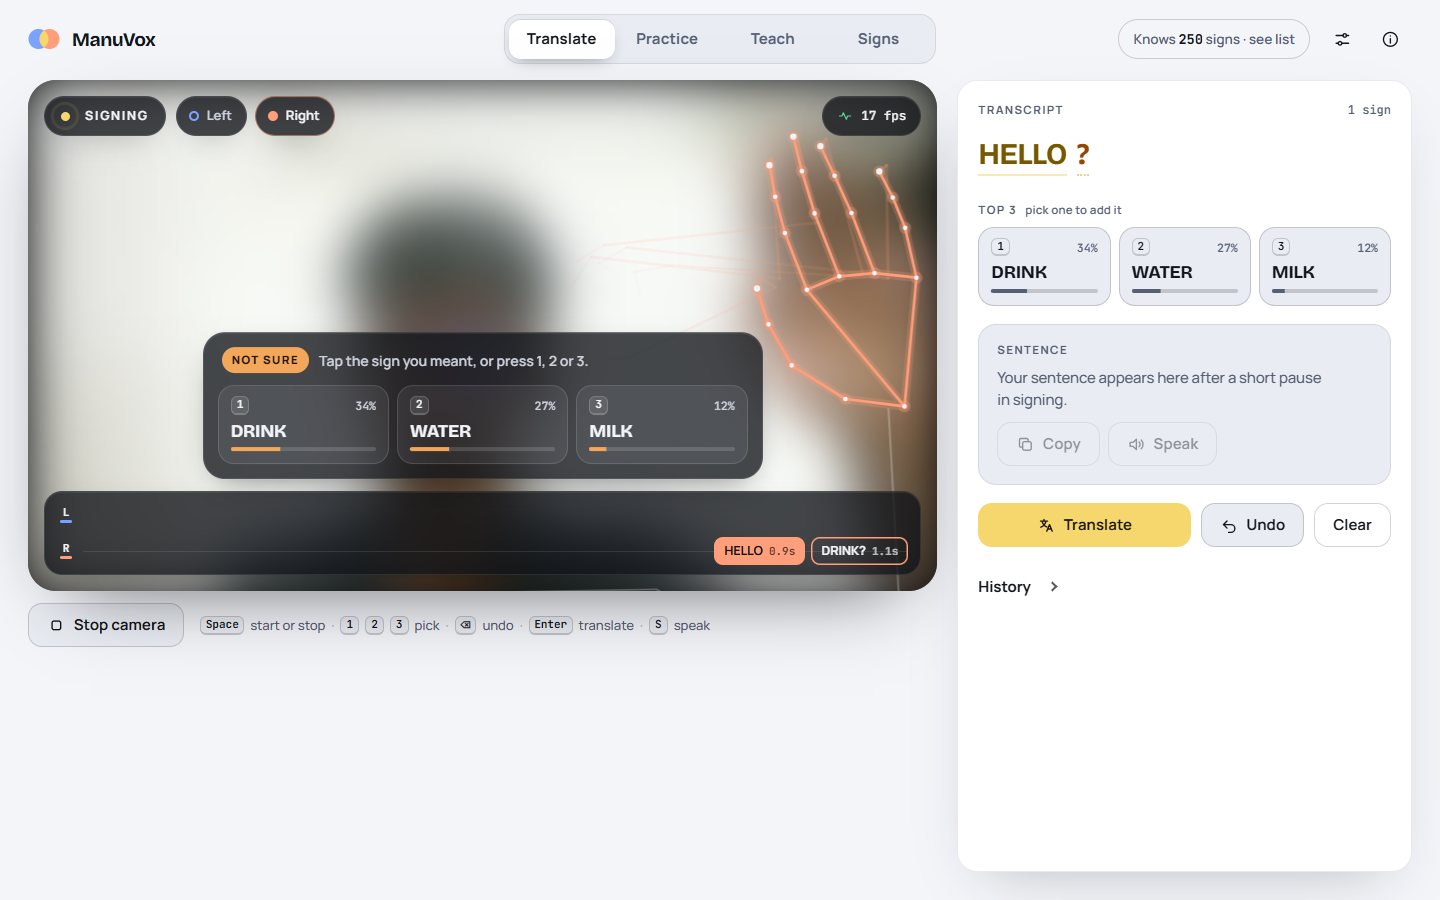 ManuVox
Translate
Practice
Teach
Signs
Knows 250 signs · see list
SIGNING
Left
Right
17 fps
NOT SURE Tap the sign you meant, or press 1, 2 or 3.
1 34%
DRINK
2 27%
WATER
3 12%
MILK
L
R
HELLO 0.9s
DRINK? 1.1s
Stop camera
Space start or stop · 1 2 3 pick · ⌫ undo · Enter translate · S speak
TRANSCRIPT 1 sign
HELLO ?
TOP 3 pick one to add it
1 34%
DRINK
2 27%
WATER
3 12%
MILK
SENTENCE
Your sentence appears here after a short pause
in signing.
Copy
Speak
Translate
Undo
Clear
History